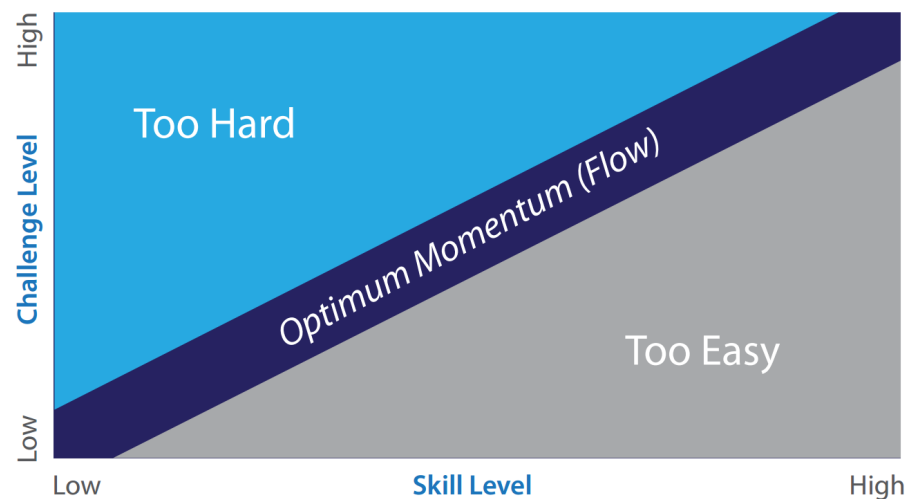 High
Too Hard
Challenge Level
Optimum Momentum (Flow)
Too Easy
Low
Low
Skill Level
High